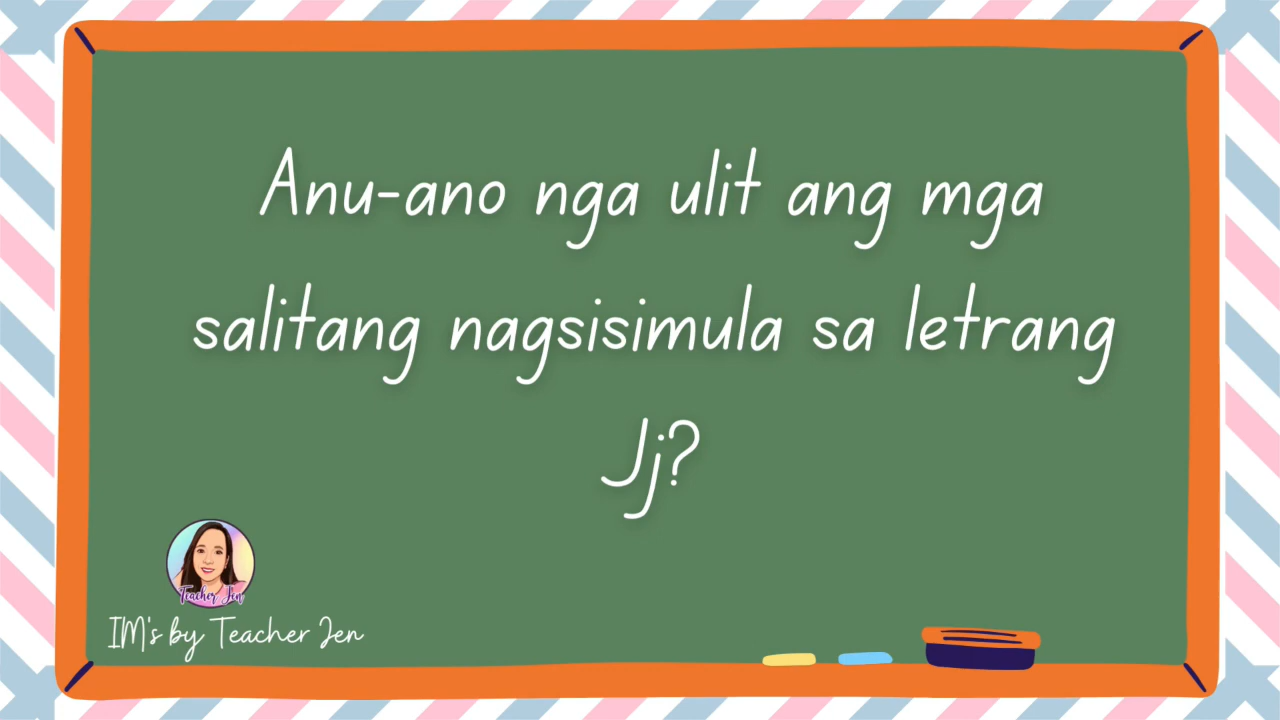 Anu-ano nga ulit ang mga
salitang nagsisimula sa letrang
Jj?
Teacher Jen
IM's by Teacher Jen